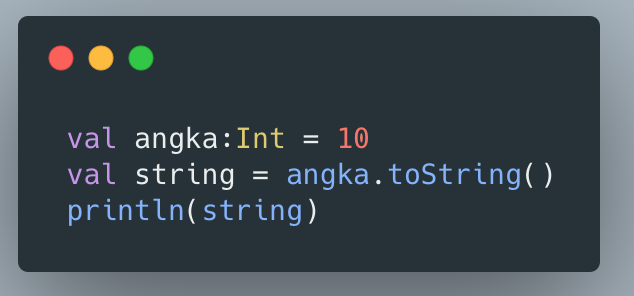 val angka:Int = 10
val string = angka.toString()
println(string)